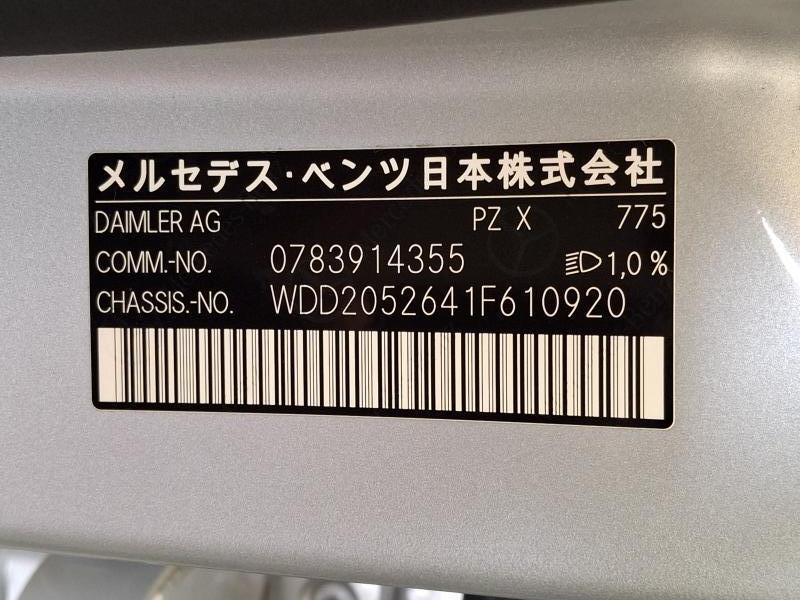 メルセデス・ベンツ日本株式会社
DAIMLER AG PZ X 775
COMM.-NO. 0783914355 1,0 %
CHASSIS.-NO. WDD2052641F610920